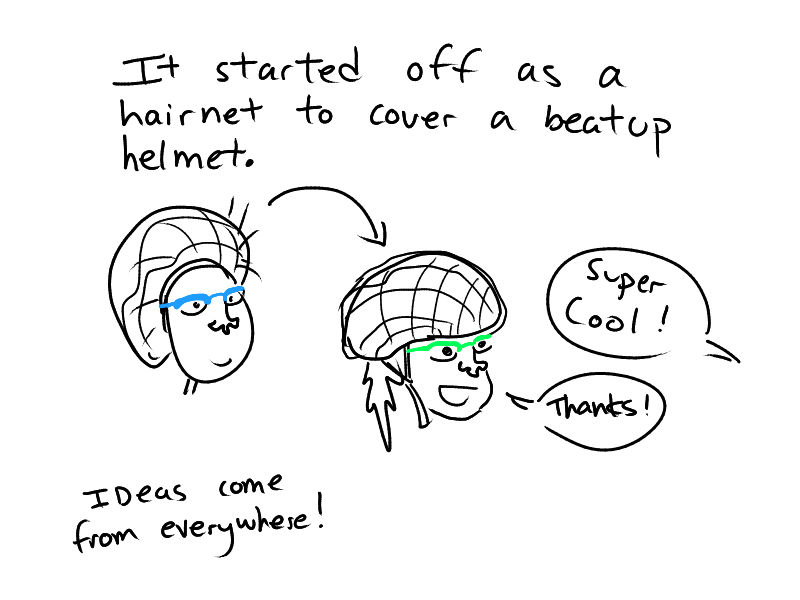 It started off as a
hairnet to cover a beatup
helmet.
Super
Cool!
Thanks!
IDeas come
from everywhere!